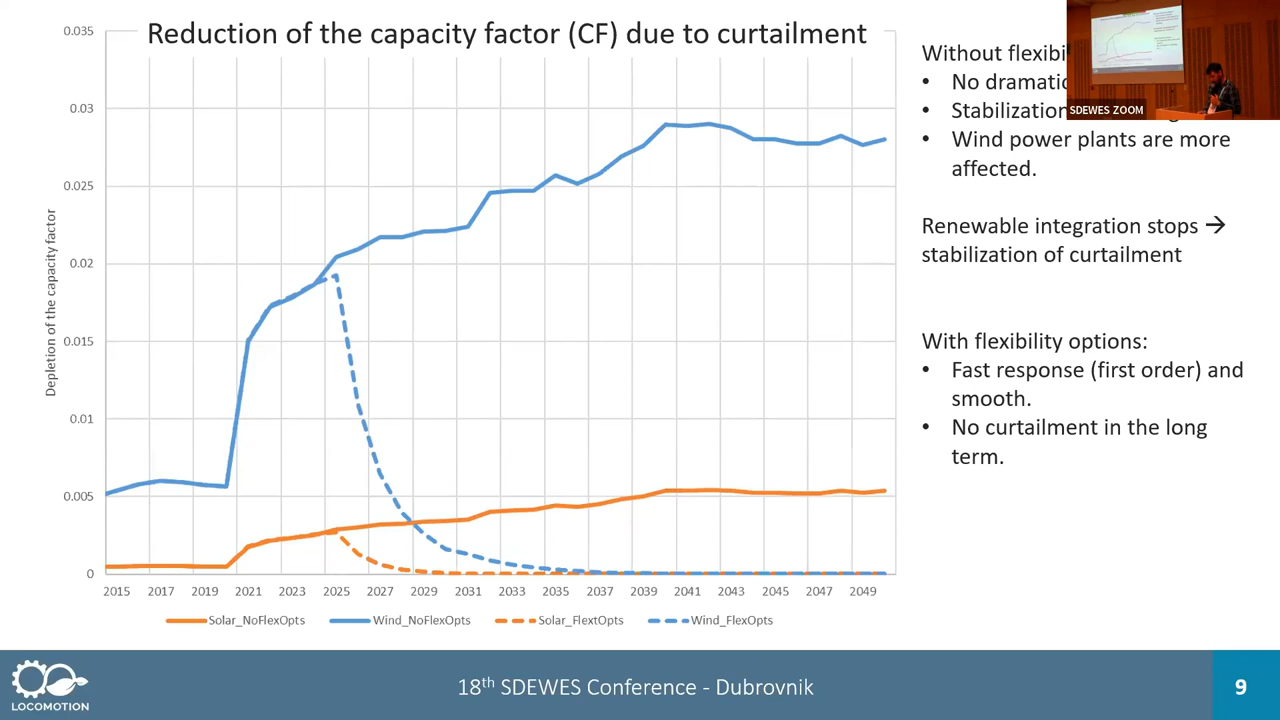 Reduction of the capacity factor (CF) due to curtailment
0.035
0.03
0.025
0.02
0.015
0.01
0.005
0
Depletion of the capacity factor
2015 2017 2019 2021 2023 2025 2027 2029 2031 2033 2035 2037 2039 2041 2043 2045 2047 2049
Solar_NoFlexOpts Wind_NoFlexOpts Solar_FlextOpts Wind_FlexOpts
Without
• No
• Stabilization
• Wind power plants are more
affected.
Renewable integration stops →
stabilization of curtailment
With flexibility options:
• Fast response (first order) and
smooth.
• No curtailment in the long
term.
SDEWES ZOOM
LOCOMOTION
18th SDEWES Conference - Dubrovnik
9